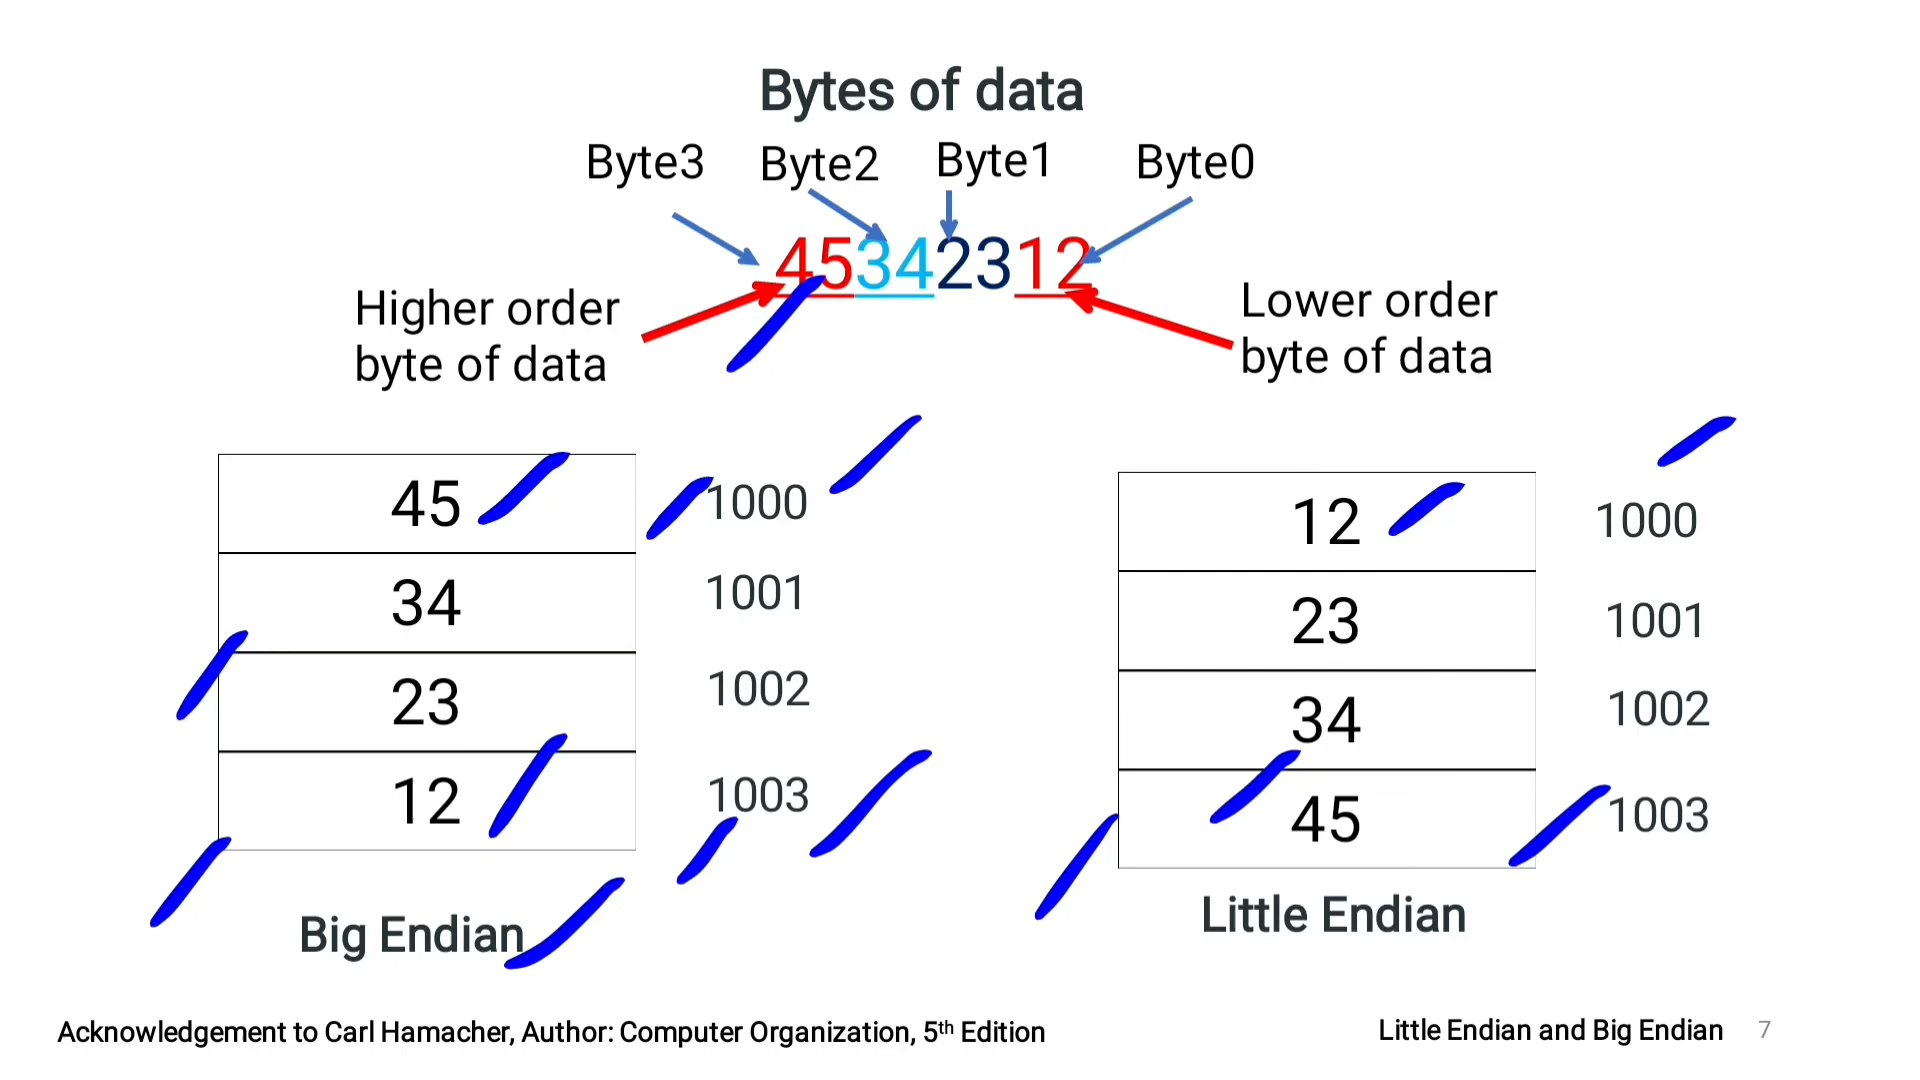 Bytes of data
Byte3 Byte2 Byte1 Byte0
45342312
Higher order
byte of data
Lower order
byte of data
45 1000
34 1001
23 1002
12 1003
Big Endian
12 1000
23 1001
34 1002
45 1003
Little Endian
Acknowledgement to Carl Hamacher, Author: Computer Organization, 5th Edition
Little Endian and Big Endian 7